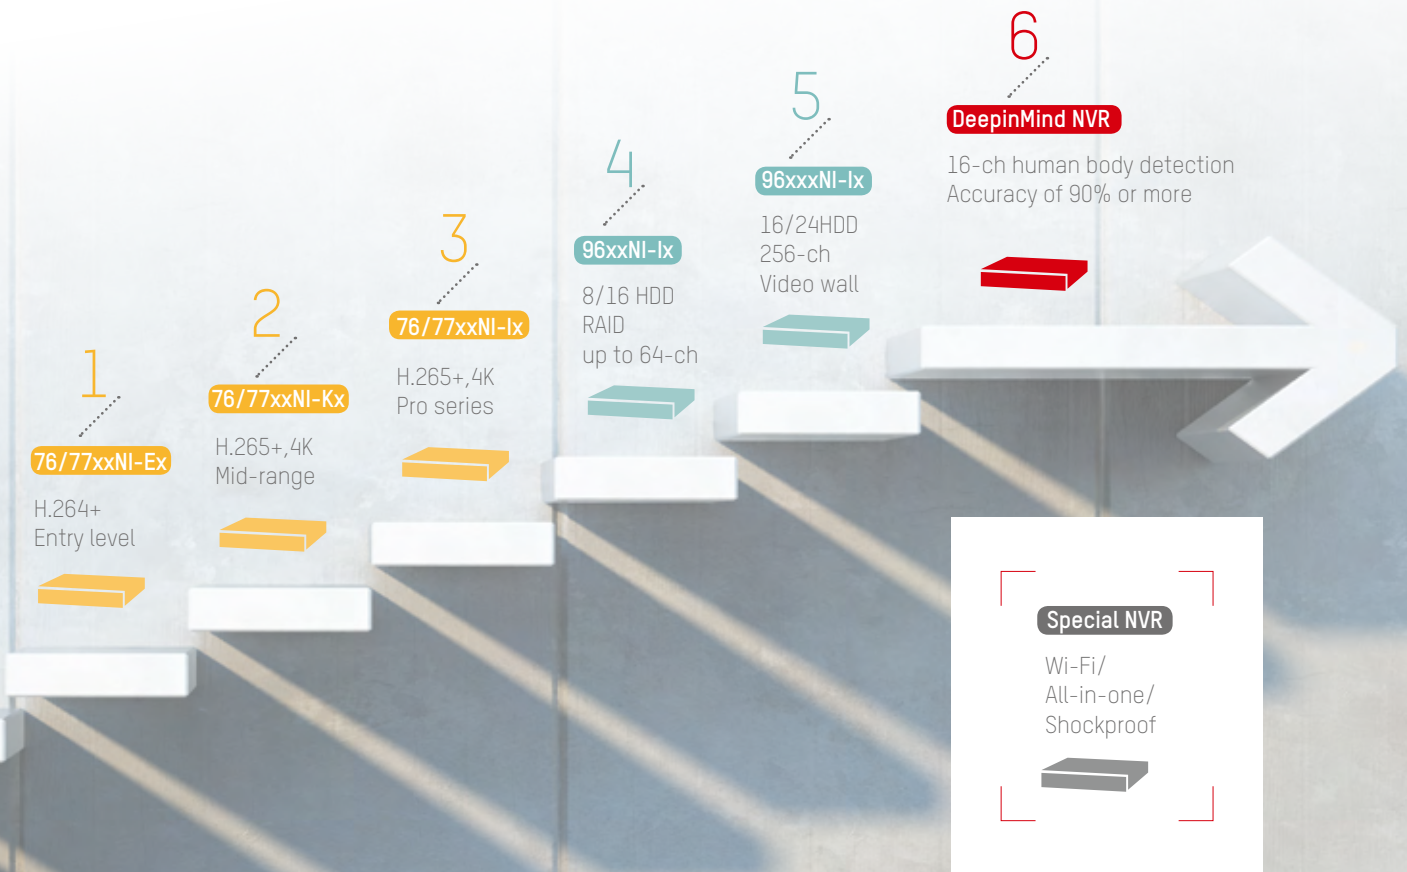 1
76/77xxNI-Ex
H.264+
Entry level
2
76/77xxNI-Kx
H.265+,4K
Mid-range
3
76/77xxNI-Ix
H.265+,4K
Pro series
4
96xxNI-Ix
8/16 HDD
RAID
up to 64-ch
5
96xxxNI-Ix
16/24HDD
256-ch
Video wall
6
DeepinMind NVR
16-ch human body detection
Accuracy of 90% or more
Special NVR
Wi-Fi/
All-in-one/
Shockproof